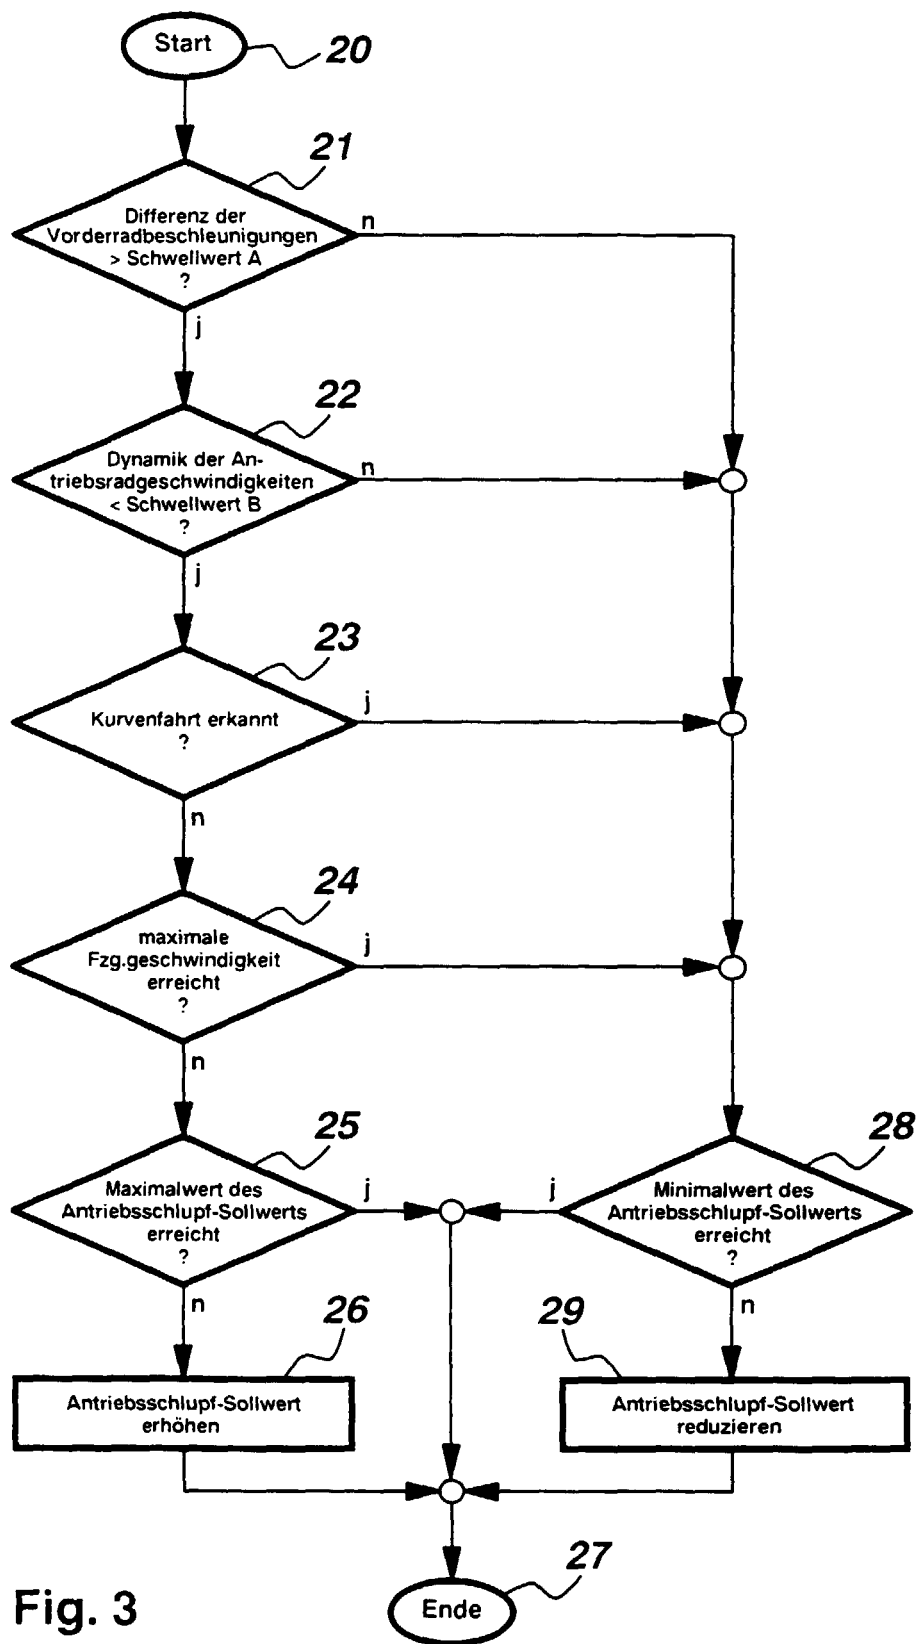 Start
20
21
Differenz der
Vorderradbeschleunigungen
> Schwellwert A
?
n
j
22
Dynamik der An-
triebsradgeschwindigkeiten
< Schwellwert B
?
n
j
23
Kurvenfahrt erkannt
?
j
n
24
maximale
Fzg.geschwindigkeit
erreicht
?
j
n
25
Maximalwert des
Antriebsschlupf-Sollwerts
erreicht
?
j
n
28
Minimalwert des
Antriebsschlupf-Sollwerts
erreicht
?
j
n
26
Antriebsschlupf-Sollwert
erhöhen
29
Antriebsschlupf-Sollwert
reduzieren
27
Ende
Fig. 3